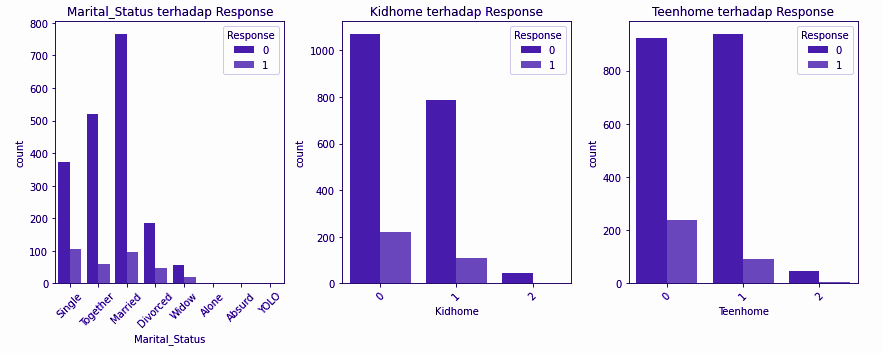 Marital_Status terhadap Response
800
700
600
500
400
300
200
100
0
count
Response
0
1
Single
Together
Married
Divorced
Widow
Alone
Absurd
YOLO
Marital_Status
Kidhome terhadap Response
1000
800
600
400
200
0
count
Response
0
1
0
1
2
Kidhome
Teenhome terhadap Response
800
600
400
200
0
count
Response
0
1
0
1
2
Teenhome